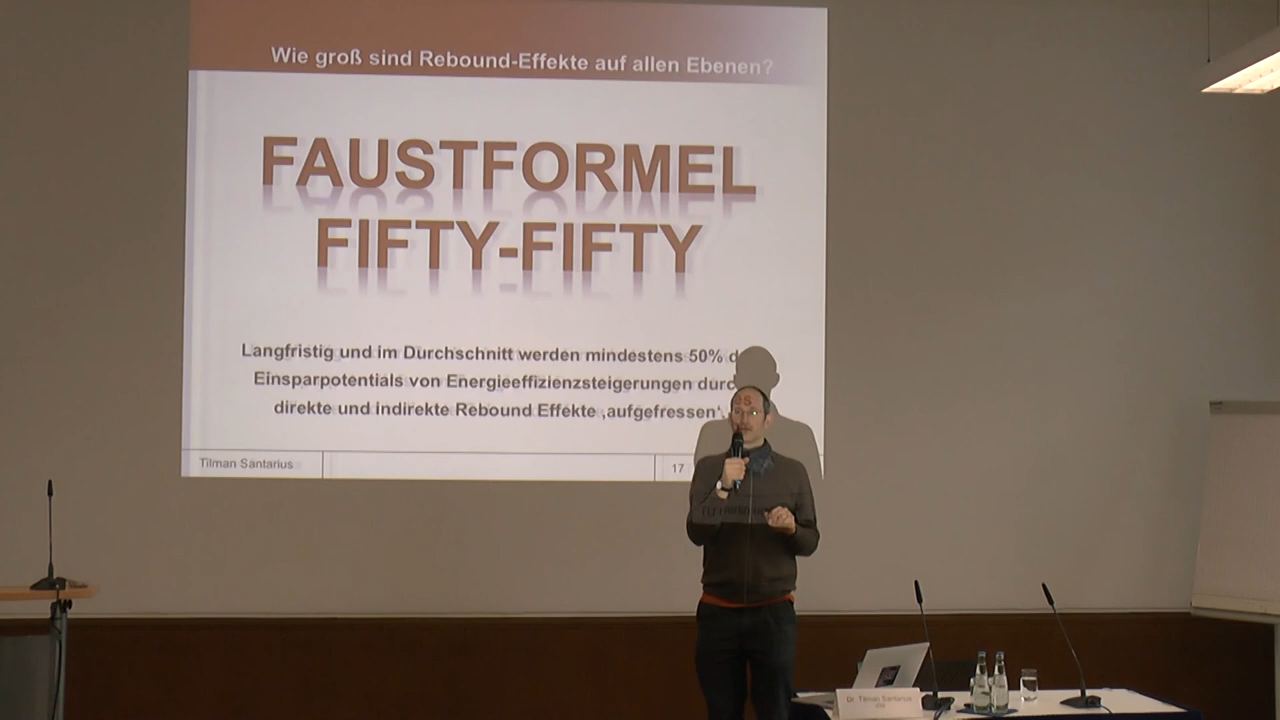 Wie groß sind Rebound-Effekte auf allen Ebenen?
FAUSTFORMEL
FIFTY-FIFTY
Langfristig und im Durchschnitt werden mindestens 50% d
Einsparpotentials von Energieeffizienzsteigerungen durc
direkte und indirekte Rebound Effekte ‚aufgefressen‘.
Tilman Santarius
17
Dr. Tilman Santarius